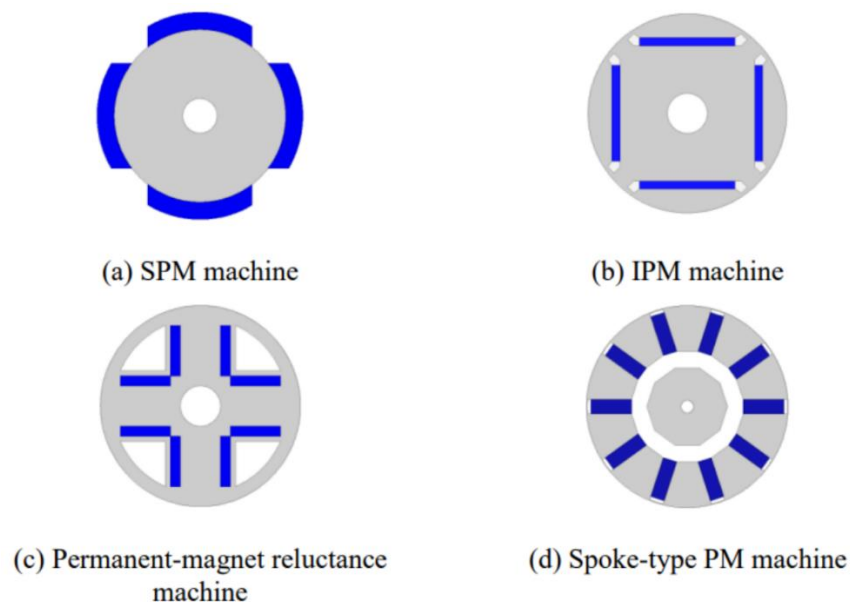 (a) SPM machine
(b) IPM machine
(c) Permanent-magnet reluctance
machine
(d) Spoke-type PM machine